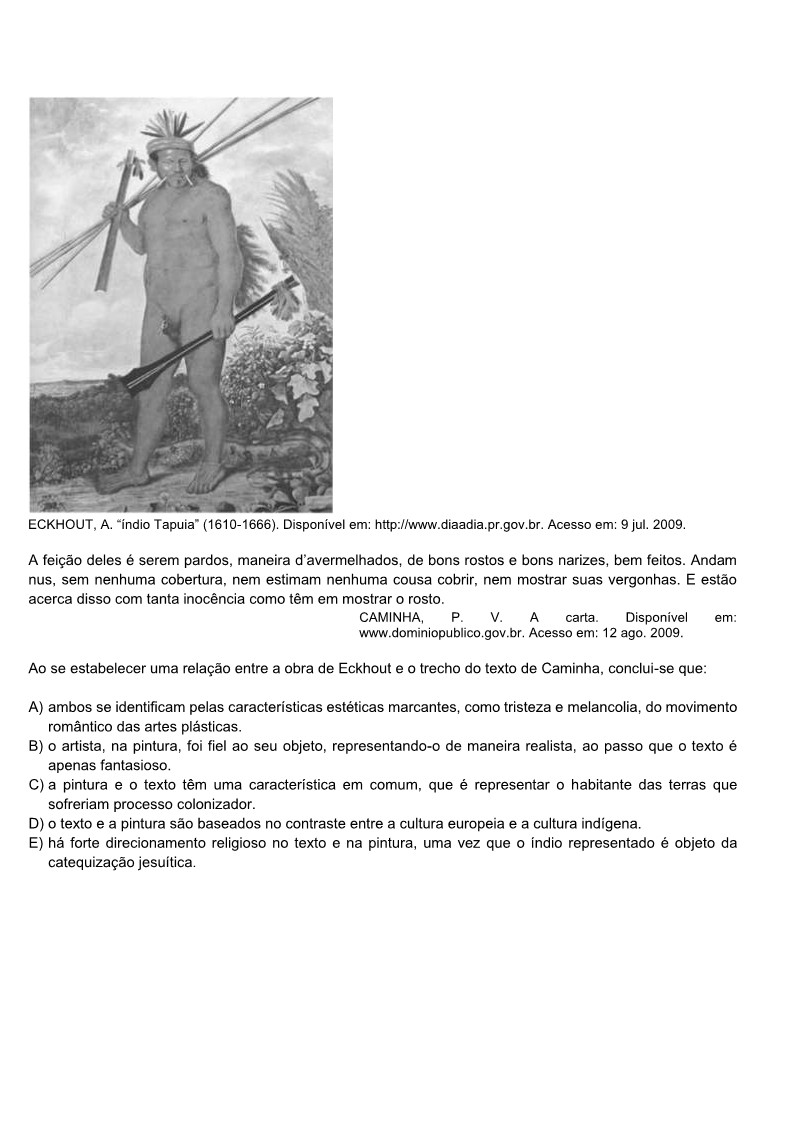 ECKHOUT, A. “índio Tapuia” (1610-1666). Disponível em: http://www.diaadia.pr.gov.br. Acesso em: 9 jul. 2009.
A feição deles é serem pardos, maneira d’avermelhados, de bons rostos e bons narizes, bem feitos. Andam
nus, sem nenhuma cobertura, nem estimam nenhuma cousa cobrir, nem mostrar suas vergonhas. E estão
acerca disso com tanta inocência como têm em mostrar o rosto.
CAMINHA, P. V. A carta. Disponível em:
www.dominiopublico.gov.br. Acesso em: 12 ago. 2009.
Ao se estabelecer uma relação entre a obra de Eckhout e o trecho do texto de Caminha, conclui-se que:
A) ambos se identificam pelas características estéticas marcantes, como tristeza e melancolia, do movimento
romântico das artes plásticas.
B) o artista, na pintura, foi fiel ao seu objeto, representando-o de maneira realista, ao passo que o texto é
apenas fantasioso.
C) a pintura e o texto têm uma característica em comum, que é representar o habitante das terras que
sofreriam processo colonizador.
D) o texto e a pintura são baseados no contraste entre a cultura europeia e a cultura indígena.
E) há forte direcionamento religioso no texto e na pintura, uma vez que o índio representado é objeto da
catequização jesuítica.